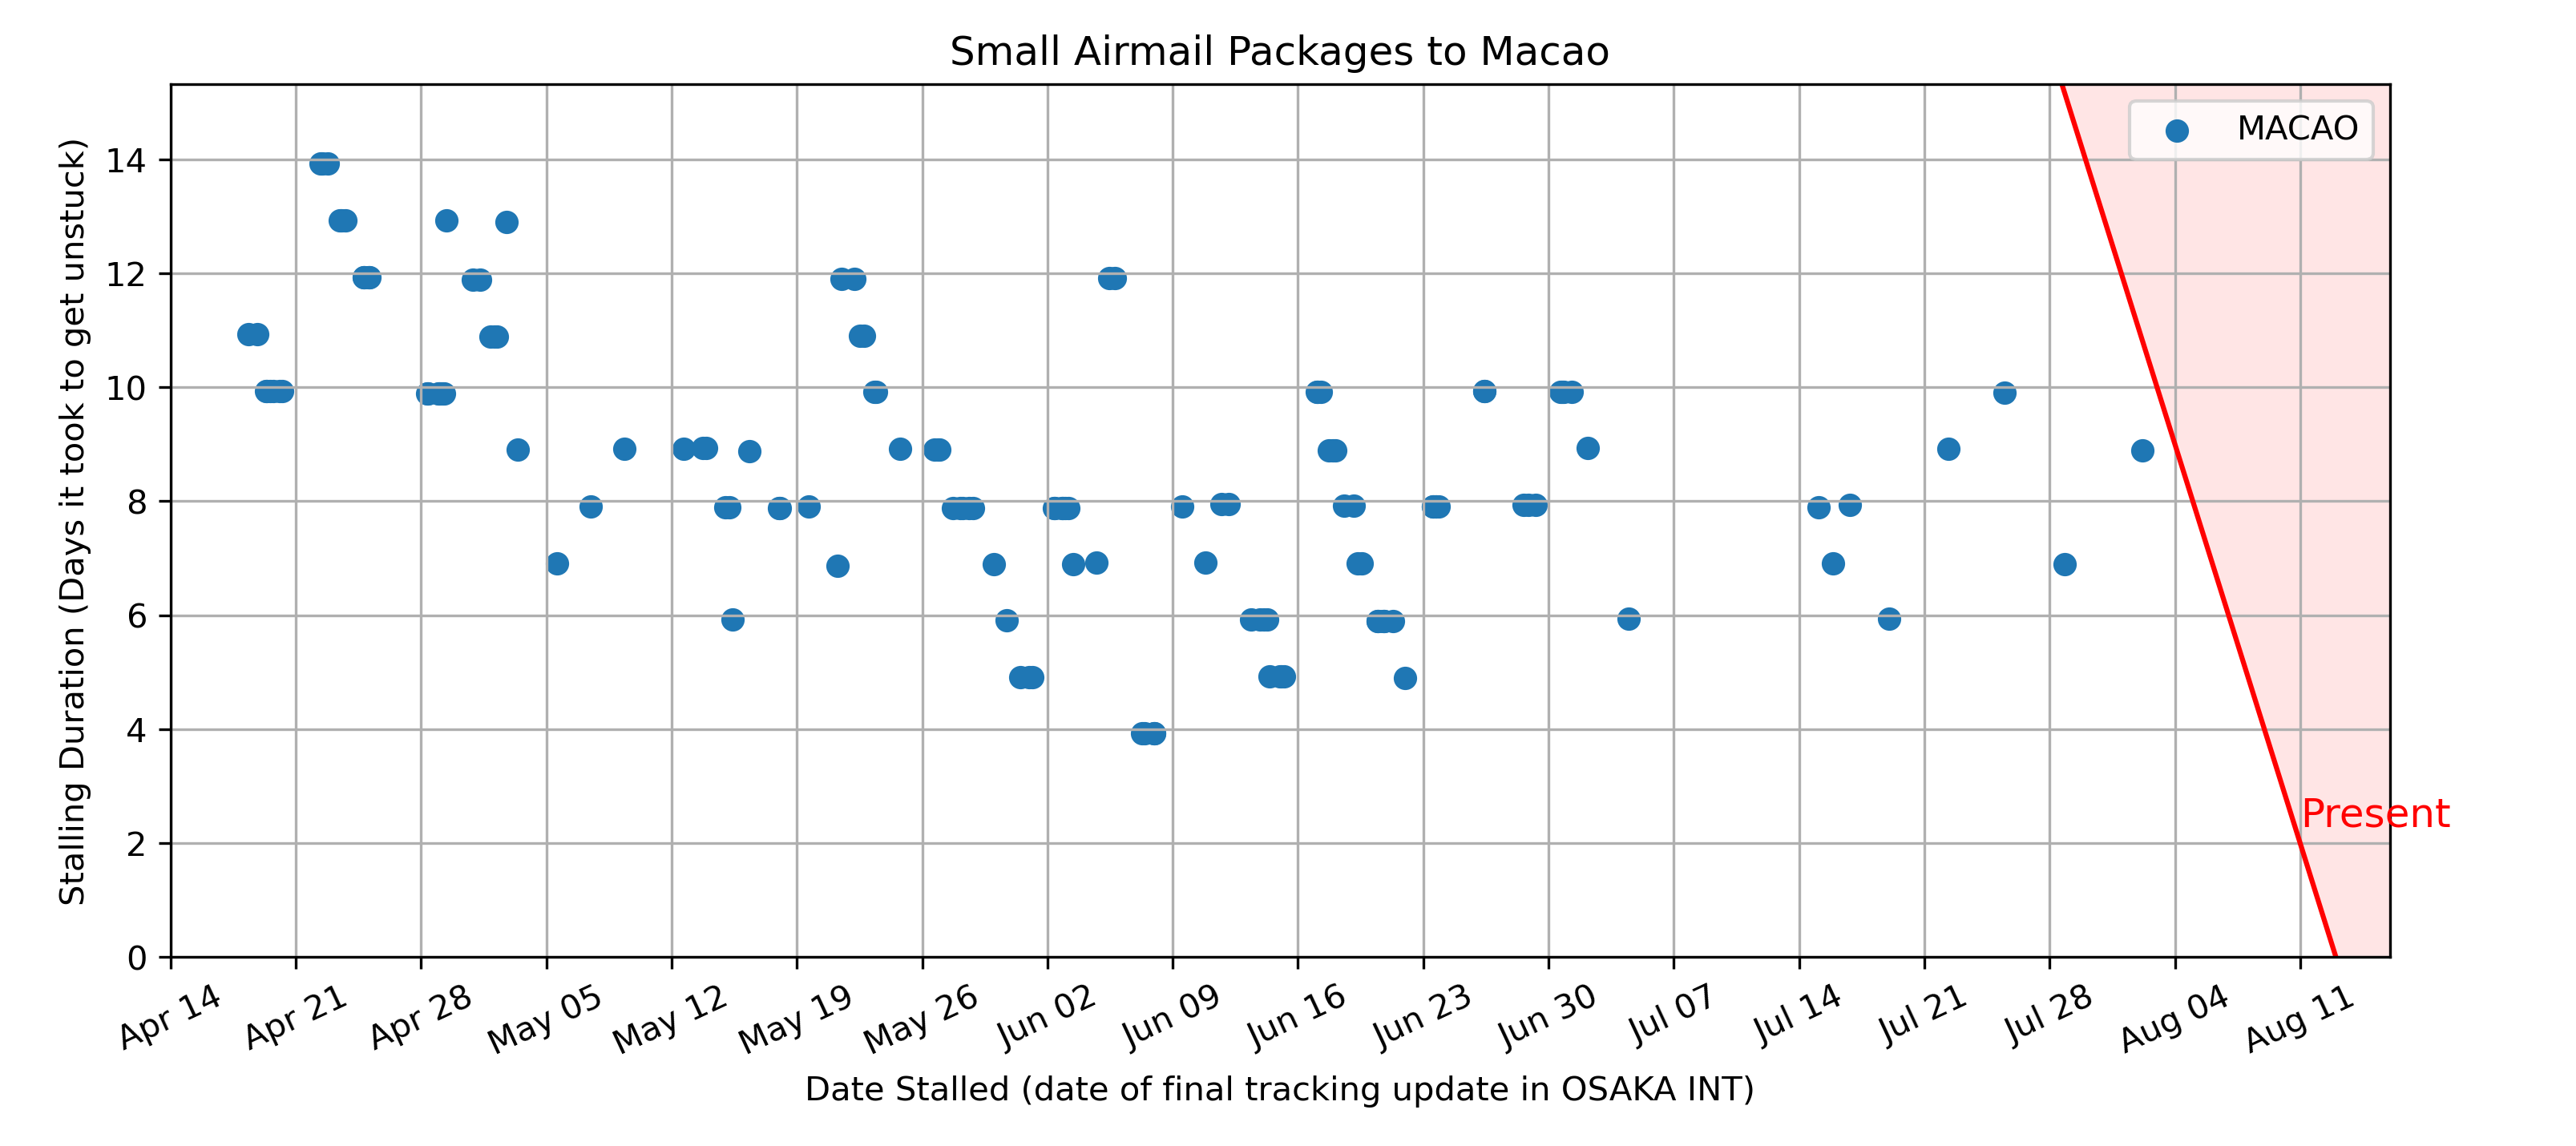 Small Airmail Packages to Macao
MACAO
Stalling Duration (Days it took to get unstuck)
14
12
10
8
6
4
2
0
Present
Apr 14
Apr 21
Apr 28
May 05
May 12
May 19
May 26
Jun 02
Jun 09
Jun 16
Jun 23
Jun 30
Jul 07
Jul 14
Jul 21
Jul 28
Aug 04
Aug 11
Date Stalled (date of final tracking update in OSAKA INT)